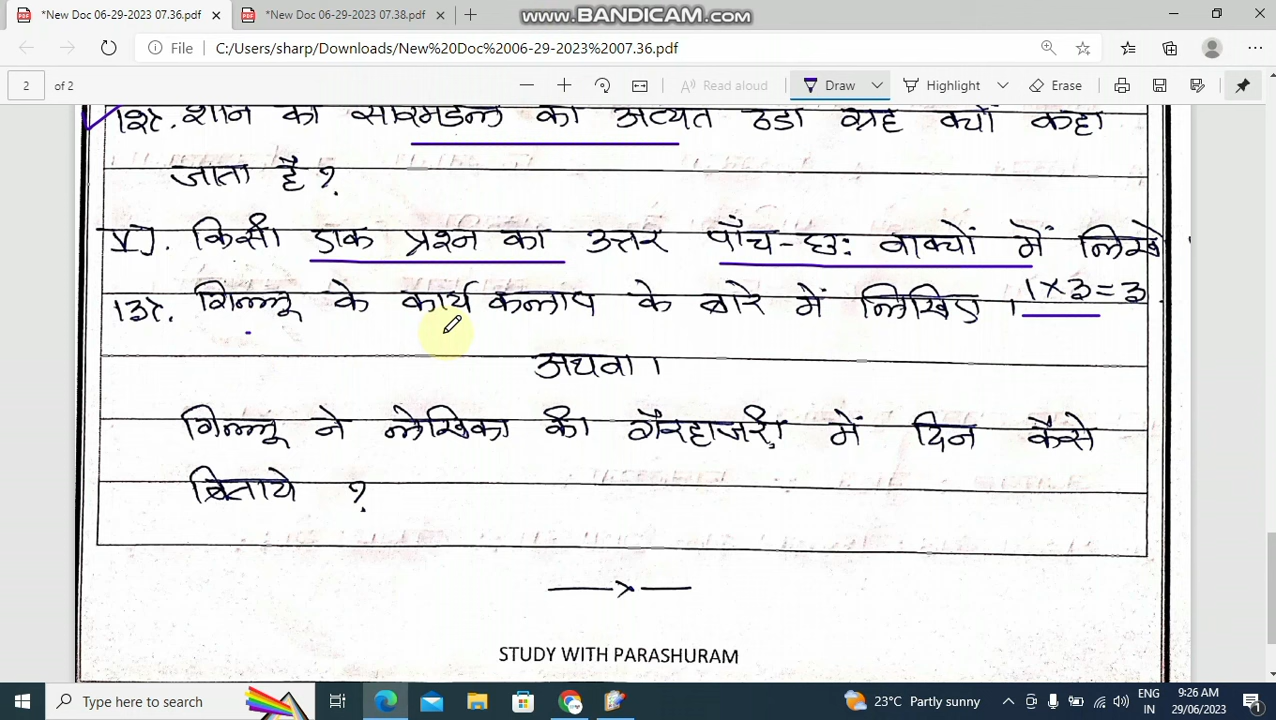 *New Doc 06-29-2023 07.36.pdf
*New Doc 06-29-2023 07.38.pdf
www.BANDICAM.com
File C:/Users/sharp/Downloads/New%20Doc%2006-29-2023%2007.36.pdf
2 of 2 Read aloud Draw Highlight Erase
12]. शनि को सौरमंडल का अत्यंत ठंडा ग्रह क्यों कहा
जाता है ?
V]. किसी एक प्रश्न का उत्तर पाँच-छः वाक्यों में लिखिए
13]. गिल्लू के कार्य कलाप के बारे में लिखिए । 1×3=3
अथवा ।
गिल्लू ने लेखिका की गैरहाजरी में दिन कैसे
बिताये ?
STUDY WITH PARASHURAM
Type here to search
23°C Partly sunny
ENG
IN
9:26 AM
29/06/2023
1